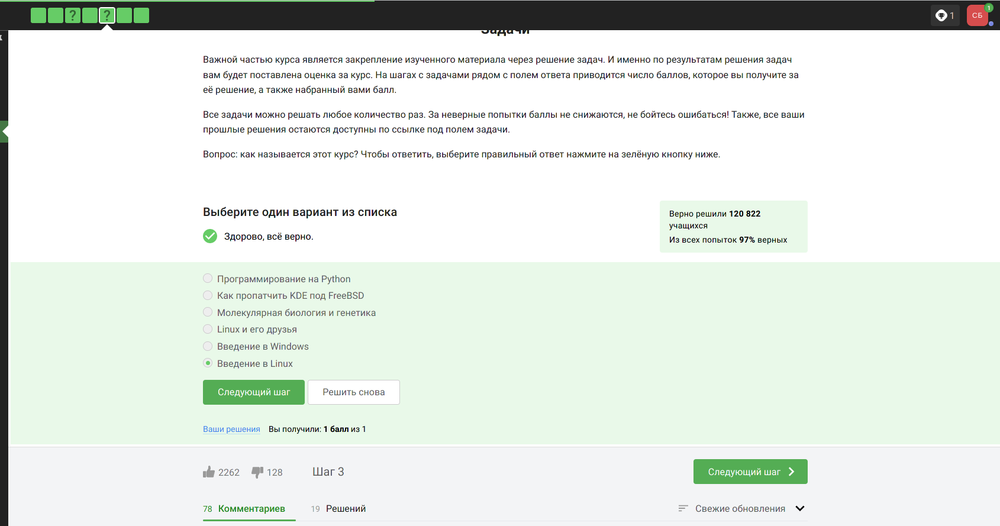 ?
?
1
СБ
1
Задачи
Важной частью курса является закрепление изученного материала через решение задач. И именно по результатам решения задач
вам будет поставлена оценка за курс. На шагах с задачами рядом с полем ответа приводится число баллов, которое вы получите за
её решение, а также набранный вами балл.
Все задачи можно решать любое количество раз. За неверные попытки баллы не снижаются, не бойтесь ошибаться! Также, все ваши
прошлые решения остаются доступны по ссылке под полем задачи.
Вопрос: как называется этот курс? Чтобы ответить, выберите правильный ответ нажмите на зелёную кнопку ниже.
Выберите один вариант из списка
Здорово, всё верно.
Верно решили 120 822
учащихся
Из всех попыток 97% верных
Программирование на Python
Как пропатчить KDE под FreeBSD
Молекулярная биология и генетика
Linux и его друзья
Введение в Windows
Введение в Linux
Следующий шаг
Решить снова
Ваши решения Вы получили: 1 балл из 1
2262
128
Шаг 3
Следующий шаг
78 Комментариев
19 Решений
Свежие обновления